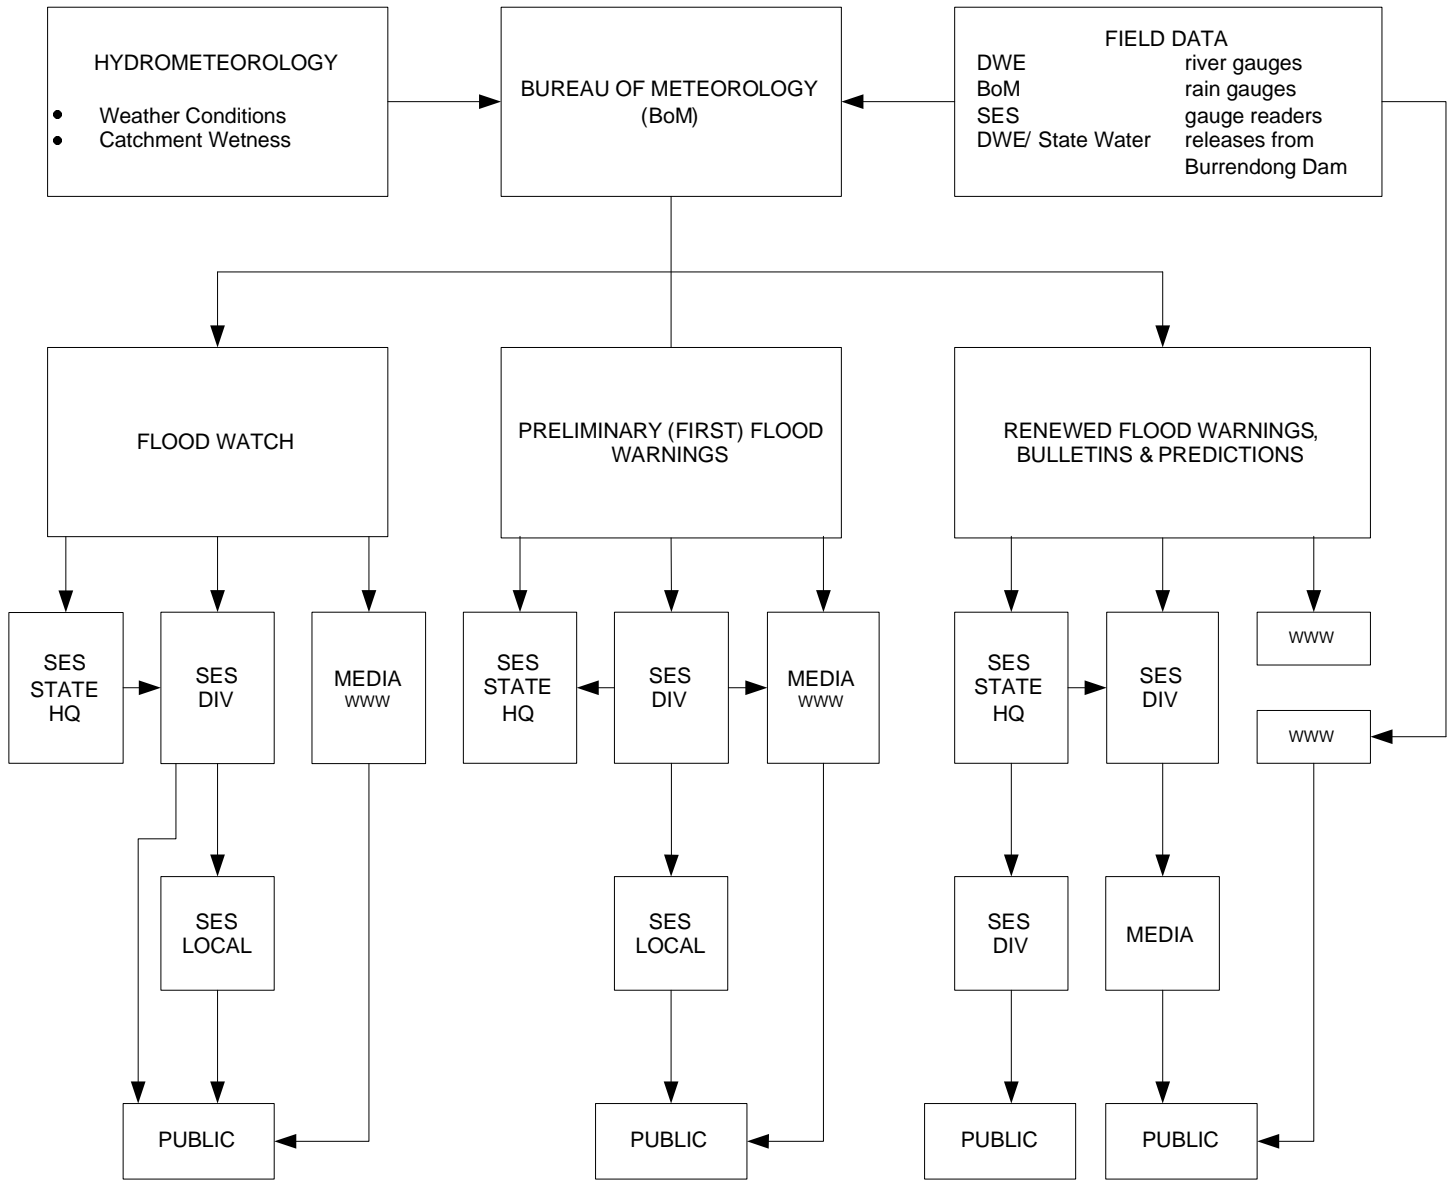 HYDROMETEOROLOGY
• Weather Conditions
• Catchment Wetness
BUREAU OF METEOROLOGY
(BoM)
FIELD DATA
DWE river gauges
BoM rain gauges
SES gauge readers
DWE/ State Water releases from
Burrendong Dam
FLOOD WATCH
PRELIMINARY (FIRST) FLOOD
WARNINGS
RENEWED FLOOD WARNINGS,
BULLETINS & PREDICTIONS
SES
STATE
HQ
SES
DIV
MEDIA
WWW
SES
STATE
HQ
SES
DIV
MEDIA
WWW
SES
STATE
HQ
SES
DIV
WWW
WWW
SES
LOCAL
SES
LOCAL
SES
DIV
MEDIA
PUBLIC
PUBLIC
PUBLIC
PUBLIC